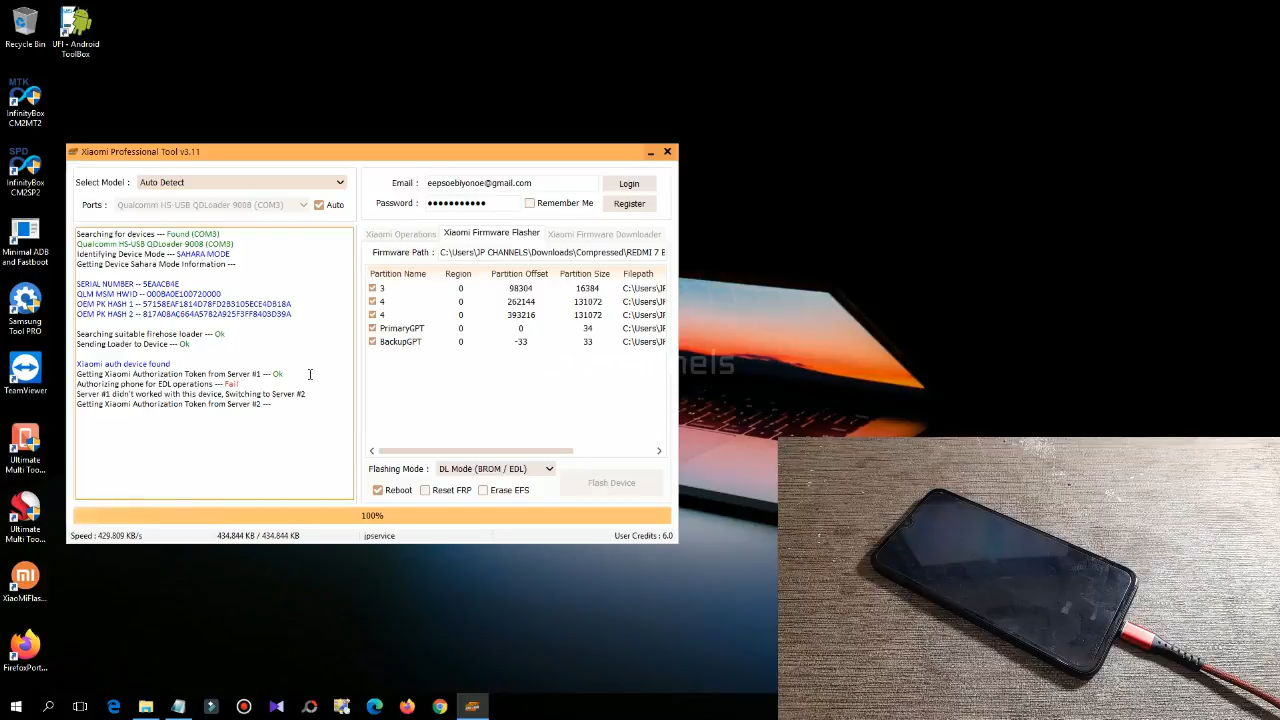 Recycle Bin
UFI - Android
ToolBox
MTK
InfinityBox
CM2MT2
SPD
InfinityBox
CM2SP2
Minimal ADB
and Fastboot
Samsung
Tool PRO
TeamViewer
Ultimate
Multi Too...
Ultimate
Multi Tool...
XiaoMiFlas...
FirefoxPort...
Xiaomi Professional Tool v3.11
Select Model : Auto Detect
Ports : Qualcomm HS-USB QDLoader 9008 (COM3) Auto
Email : eepsoebiyonoe@gmail.com Login
Password : Remember Me Register
Searching for devices --- Found (COM3)
Qualcomm HS-USB QDLoader 9008 (COM3)
Identifying Device Mode --- SAHARA MODE
Getting Device Sahara Mode Information ---
SERIAL NUMBER -- 5EAACB4E
QLM MSM HWID -- 000BA0E100720000
OEM PK HASH 1 -- 57158EAF1814D78FD2B3105ECE4DB18A
OEM PK HASH 2 -- 817A08AC664A5782A925F3FF8403D39A
Searching suitable firehose loader --- Ok
Sending Loader to Device --- Ok
Xiaomi auth device found
Getting Xiaomi Authorization Token from Server #1 --- Ok
Authorizing phone for EDL operations --- Fail
Server #1 didn't worked with this device, Switching to Server #2
Getting Xiaomi Authorization Token from Server #2 ---
Xiaomi Operations Xiaomi Firmware Flasher Xiaomi Firmware Downloader
Firmware Path : C:\Users\JP CHANNELS\Downloads\Compressed\REDMI 7 E
Partition Name Region Partition Offset Partition Size Filepath
3 0 98304 16384 C:\Users\JF
4 0 262144 131072 C:\Users\JF
4 0 393216 131072 C:\Users\JF
PrimaryGPT 0 0 34 C:\Users\JF
BackupGPT 0 -33 33 C:\Users\JF
Flashing Mode : DL Mode (BROM / EDL)
Flash Device
Reboot Reset FRP Erase EFS
100%
Speed : 429.809 KB/s 434.844 KB / 434.844 KB jpservice User Credits : 6.0